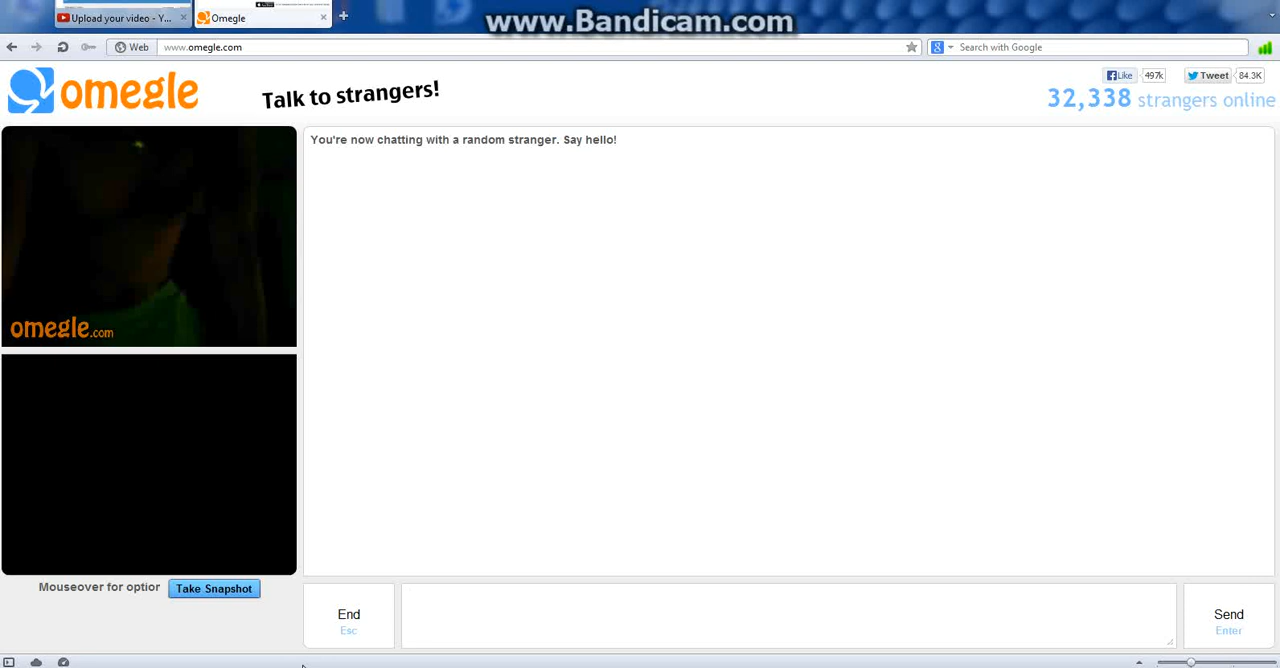 www.Bandicam.com
Upload your video - Y...
Omegle
Web
www.omegle.com
Search with Google
omegle
Talk to strangers!
Like
497k
Tweet
84.3K
32,338 strangers online
You're now chatting with a random stranger. Say hello!
omegle.com
Mouseover for optior
Take Snapshot
End
Esc
Send
Enter